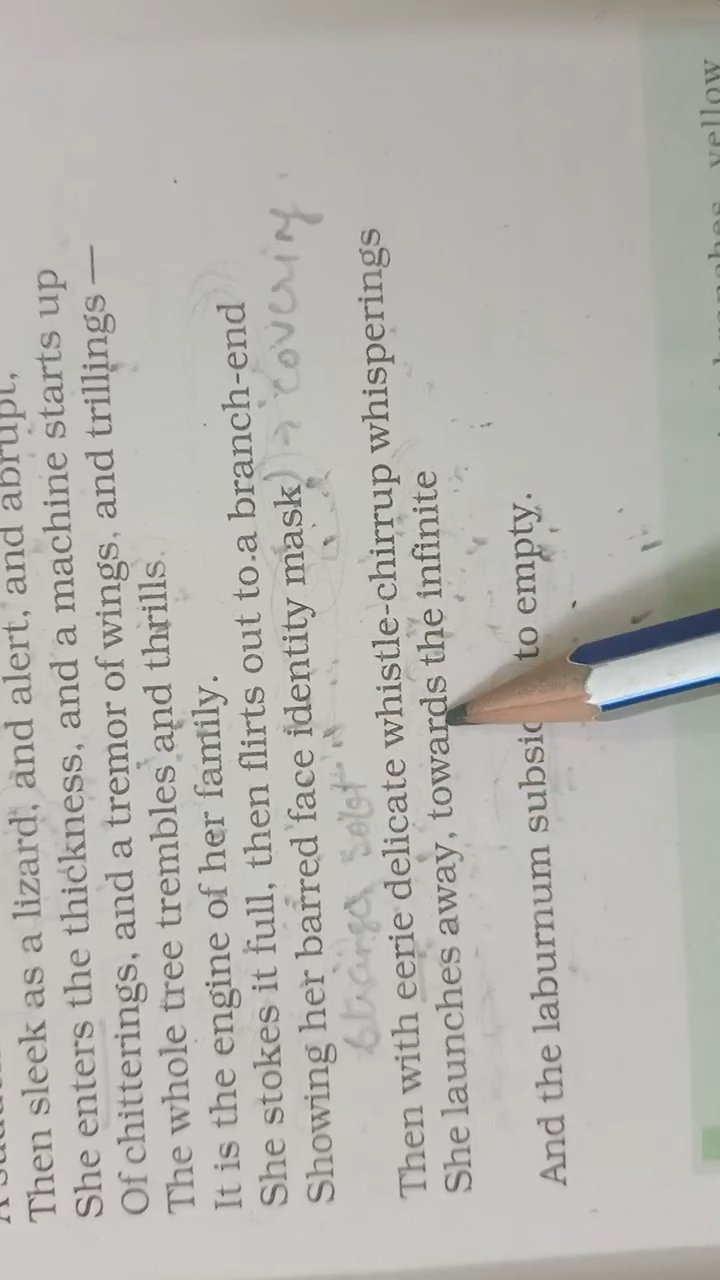 Then sleek as a lizard, and alert, and abrupt,
She enters the thickness, and a machine starts up
Of chitterings, and a tremor of wings, and trillings —
The whole tree trembles and thrills.
It is the engine of her family.
She stokes it full, then flirts out to a branch-end
Showing her barred face identity mask) → covering.
Then with eerie delicate whistle-chirrup whisperings
She launches away, towards the infinite
And the laburnum to empty.
yellow